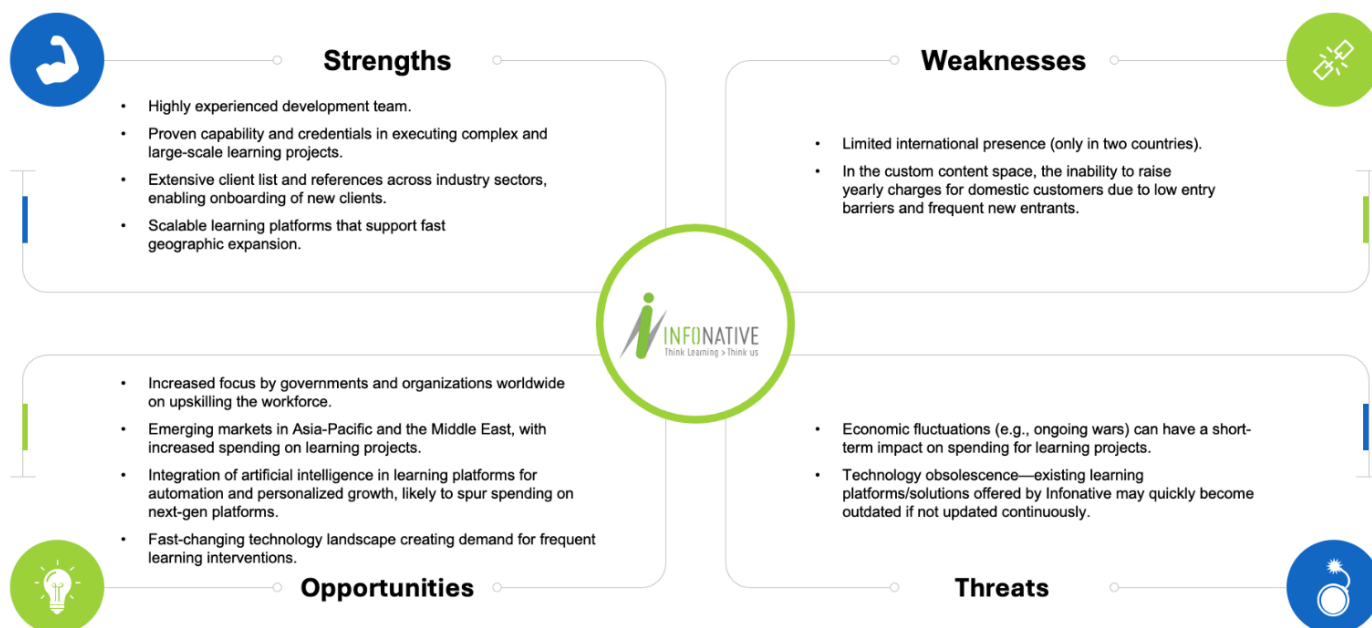 Strengths
• Highly experienced development team.
• Proven capability and credentials in executing complex and
large-scale learning projects.
• Extensive client list and references across industry sectors,
enabling onboarding of new clients.
• Scalable learning platforms that support fast
geographic expansion.
Weaknesses
• Limited international presence (only in two countries).
• In the custom content space, the inability to raise
yearly charges for domestic customers due to low entry
barriers and frequent new entrants.
INFONATIVE
Think Learning > Think us
• Increased focus by governments and organizations worldwide
on upskilling the workforce.
• Emerging markets in Asia-Pacific and the Middle East, with
increased spending on learning projects.
• Integration of artificial intelligence in learning platforms for
automation and personalized growth, likely to spur spending on
next-gen platforms.
• Fast-changing technology landscape creating demand for frequent
learning interventions.
Opportunities
• Economic fluctuations (e.g., ongoing wars) can have a short-
term impact on spending for learning projects.
• Technology obsolescence—existing learning
platforms/solutions offered by Infonative may quickly become
outdated if not updated continuously.
Threats